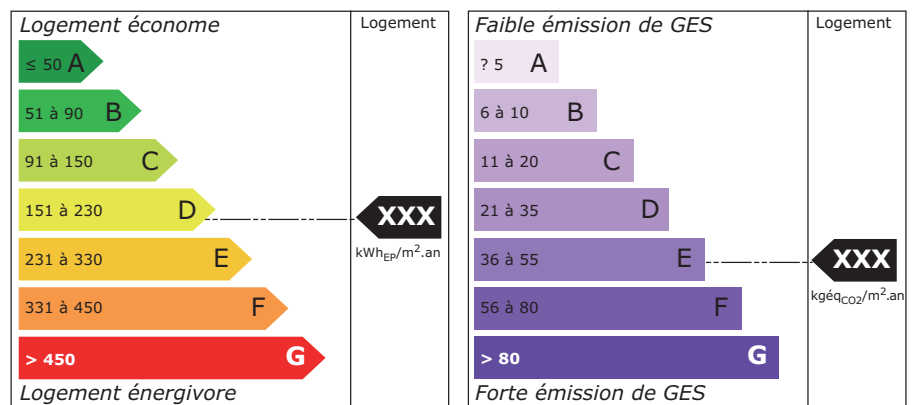 Logement économe
Logement
≤ 50 A
51 à 90 B
91 à 150 C
151 à 230 D
XXX
kWhEP/m².an
231 à 330 E
331 à 450 F
> 450 G
Logement énergivore
Faible émission de GES
Logement
? 5 A
6 à 10 B
11 à 20 C
21 à 35 D
36 à 55 E
XXX
kgéqCO2/m².an
56 à 80 F
> 80 G
Forte émission de GES